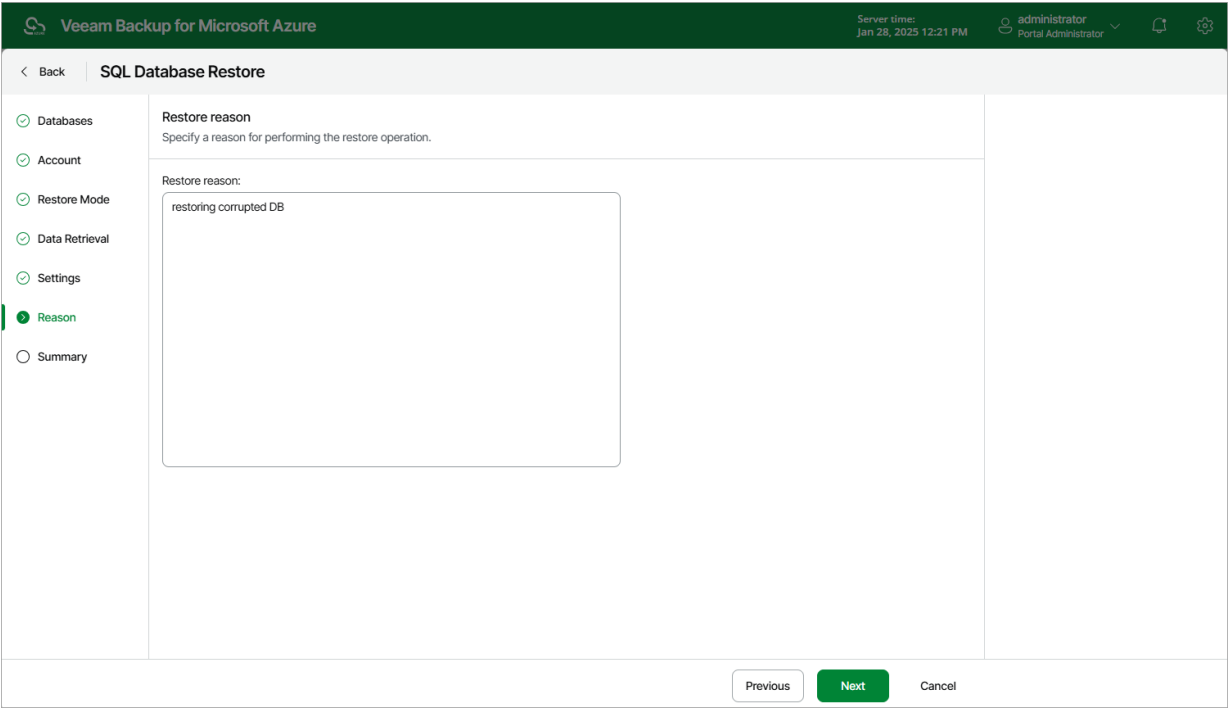 Veeam Backup for Microsoft Azure
Server time:
Jan 28, 2025 12:21 PM
administrator
Portal Administrator
Back
SQL Database Restore
Databases
Account
Restore Mode
Data Retrieval
Settings
Reason
Summary
Restore reason
Specify a reason for performing the restore operation.
Restore reason:
restoring corrupted DB
Previous
Next
Cancel